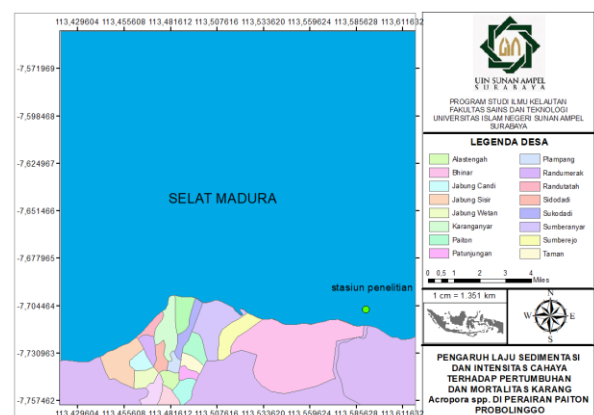 113,429604 113,455608 113,481612 113,507616 113,533620 113,559624 113,585628 113,611632
-7,571969
-7,598468
-7,624967
-7,651466
-7,677965
-7,704464
-7,730963
-7,757462
SELAT MADURA
stasiun penelitian
113,429604 113,455608 113,481612 113,507616 113,533620 113,559624 113,585628 113,611632
UIN SUNAN AMPEL
SURABAYA
PROGRAM STUDI ILMU KELAUTAN
FAKULTAS SAINS DAN TEKNOLOGI
UNIVERSITAS ISLAM NEGERI SUNAN AMPEL
SURABAYA
LEGENDA DESA
Alastengah
Bhinar
Jabung Candi
Jabung Sisir
Jabung Wetan
Karanganyar
Paiton
Patunjungan
Plampang
Randumerak
Randutatah
Sidodadi
Sukodadi
Sumberanyar
Sumberejo
Taman
0 0,5 1 2 3 4
Miles
1 cm = 1.351 km
N
W E
S
PENGARUH LAJU SEDIMENTASI
DAN INTENSITAS CAHAYA
TERHADAP PERTUMBUHAN
DAN MORTALITAS KARANG
Acropora spp. DI PERAIRAN PAITON
PROBOLINGGO